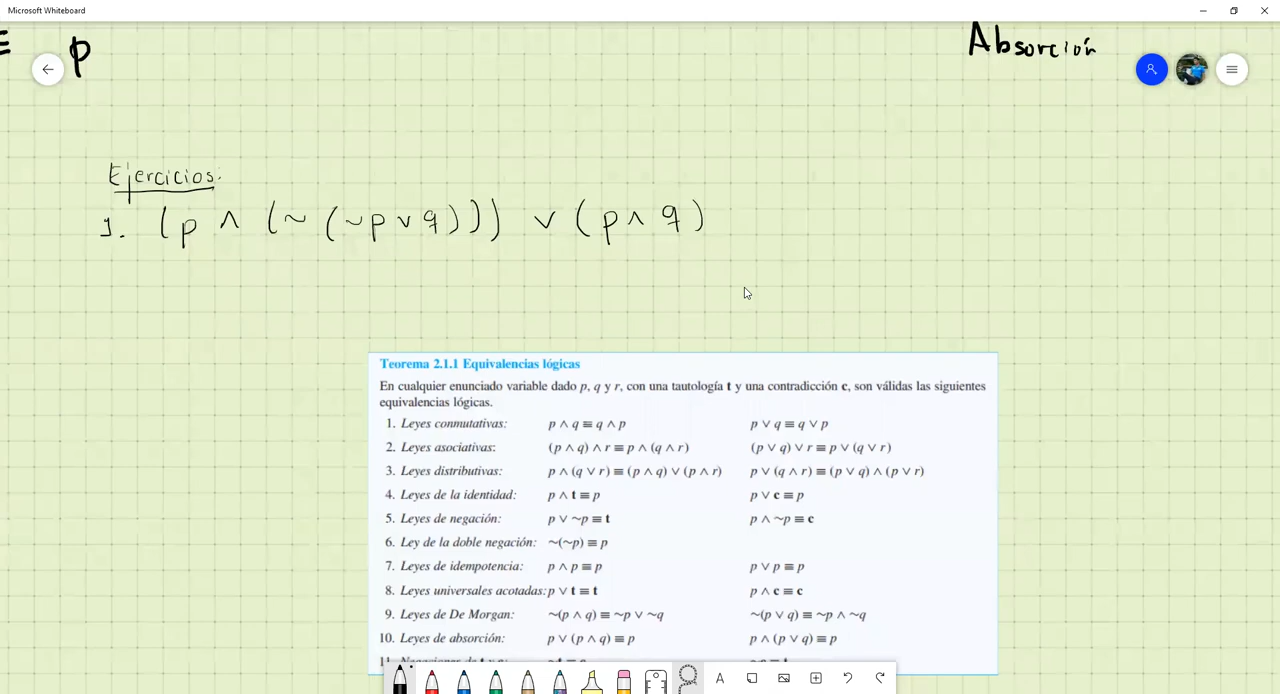 Microsoft Whiteboard
≡ p
Absorción
Ejercicios:
1. (p ∧ (~ (~p ∨ q))) ∨ (p ∧ q)
Teorema 2.1.1 Equivalencias lógicas
En cualquier enunciado variable dado p, q y r, con una tautología t y una contradicción c, son válidas las siguientes
equivalencias lógicas.
1. Leyes conmutativas: p ∧ q ≡ q ∧ p p ∨ q ≡ q ∨ p
2. Leyes asociativas: (p ∧ q) ∧ r ≡ p ∧ (q ∧ r) (p ∨ q) ∨ r ≡ p ∨ (q ∨ r)
3. Leyes distributivas: p ∧ (q ∨ r) ≡ (p ∧ q) ∨ (p ∧ r) p ∨ (q ∧ r) ≡ (p ∨ q) ∧ (p ∨ r)
4. Leyes de la identidad: p ∧ t ≡ p p ∨ c ≡ p
5. Leyes de negación: p ∨ ~p ≡ t p ∧ ~p ≡ c
6. Ley de la doble negación: ~(~p) ≡ p
7. Leyes de idempotencia: p ∧ p ≡ p p ∨ p ≡ p
8. Leyes universales acotadas: p ∨ t ≡ t p ∧ c ≡ c
9. Leyes de De Morgan: ~(p ∧ q) ≡ ~p ∨ ~q ~(p ∨ q) ≡ ~p ∧ ~q
10. Leyes de absorción: p ∨ (p ∧ q) ≡ p p ∧ (p ∨ q) ≡ p